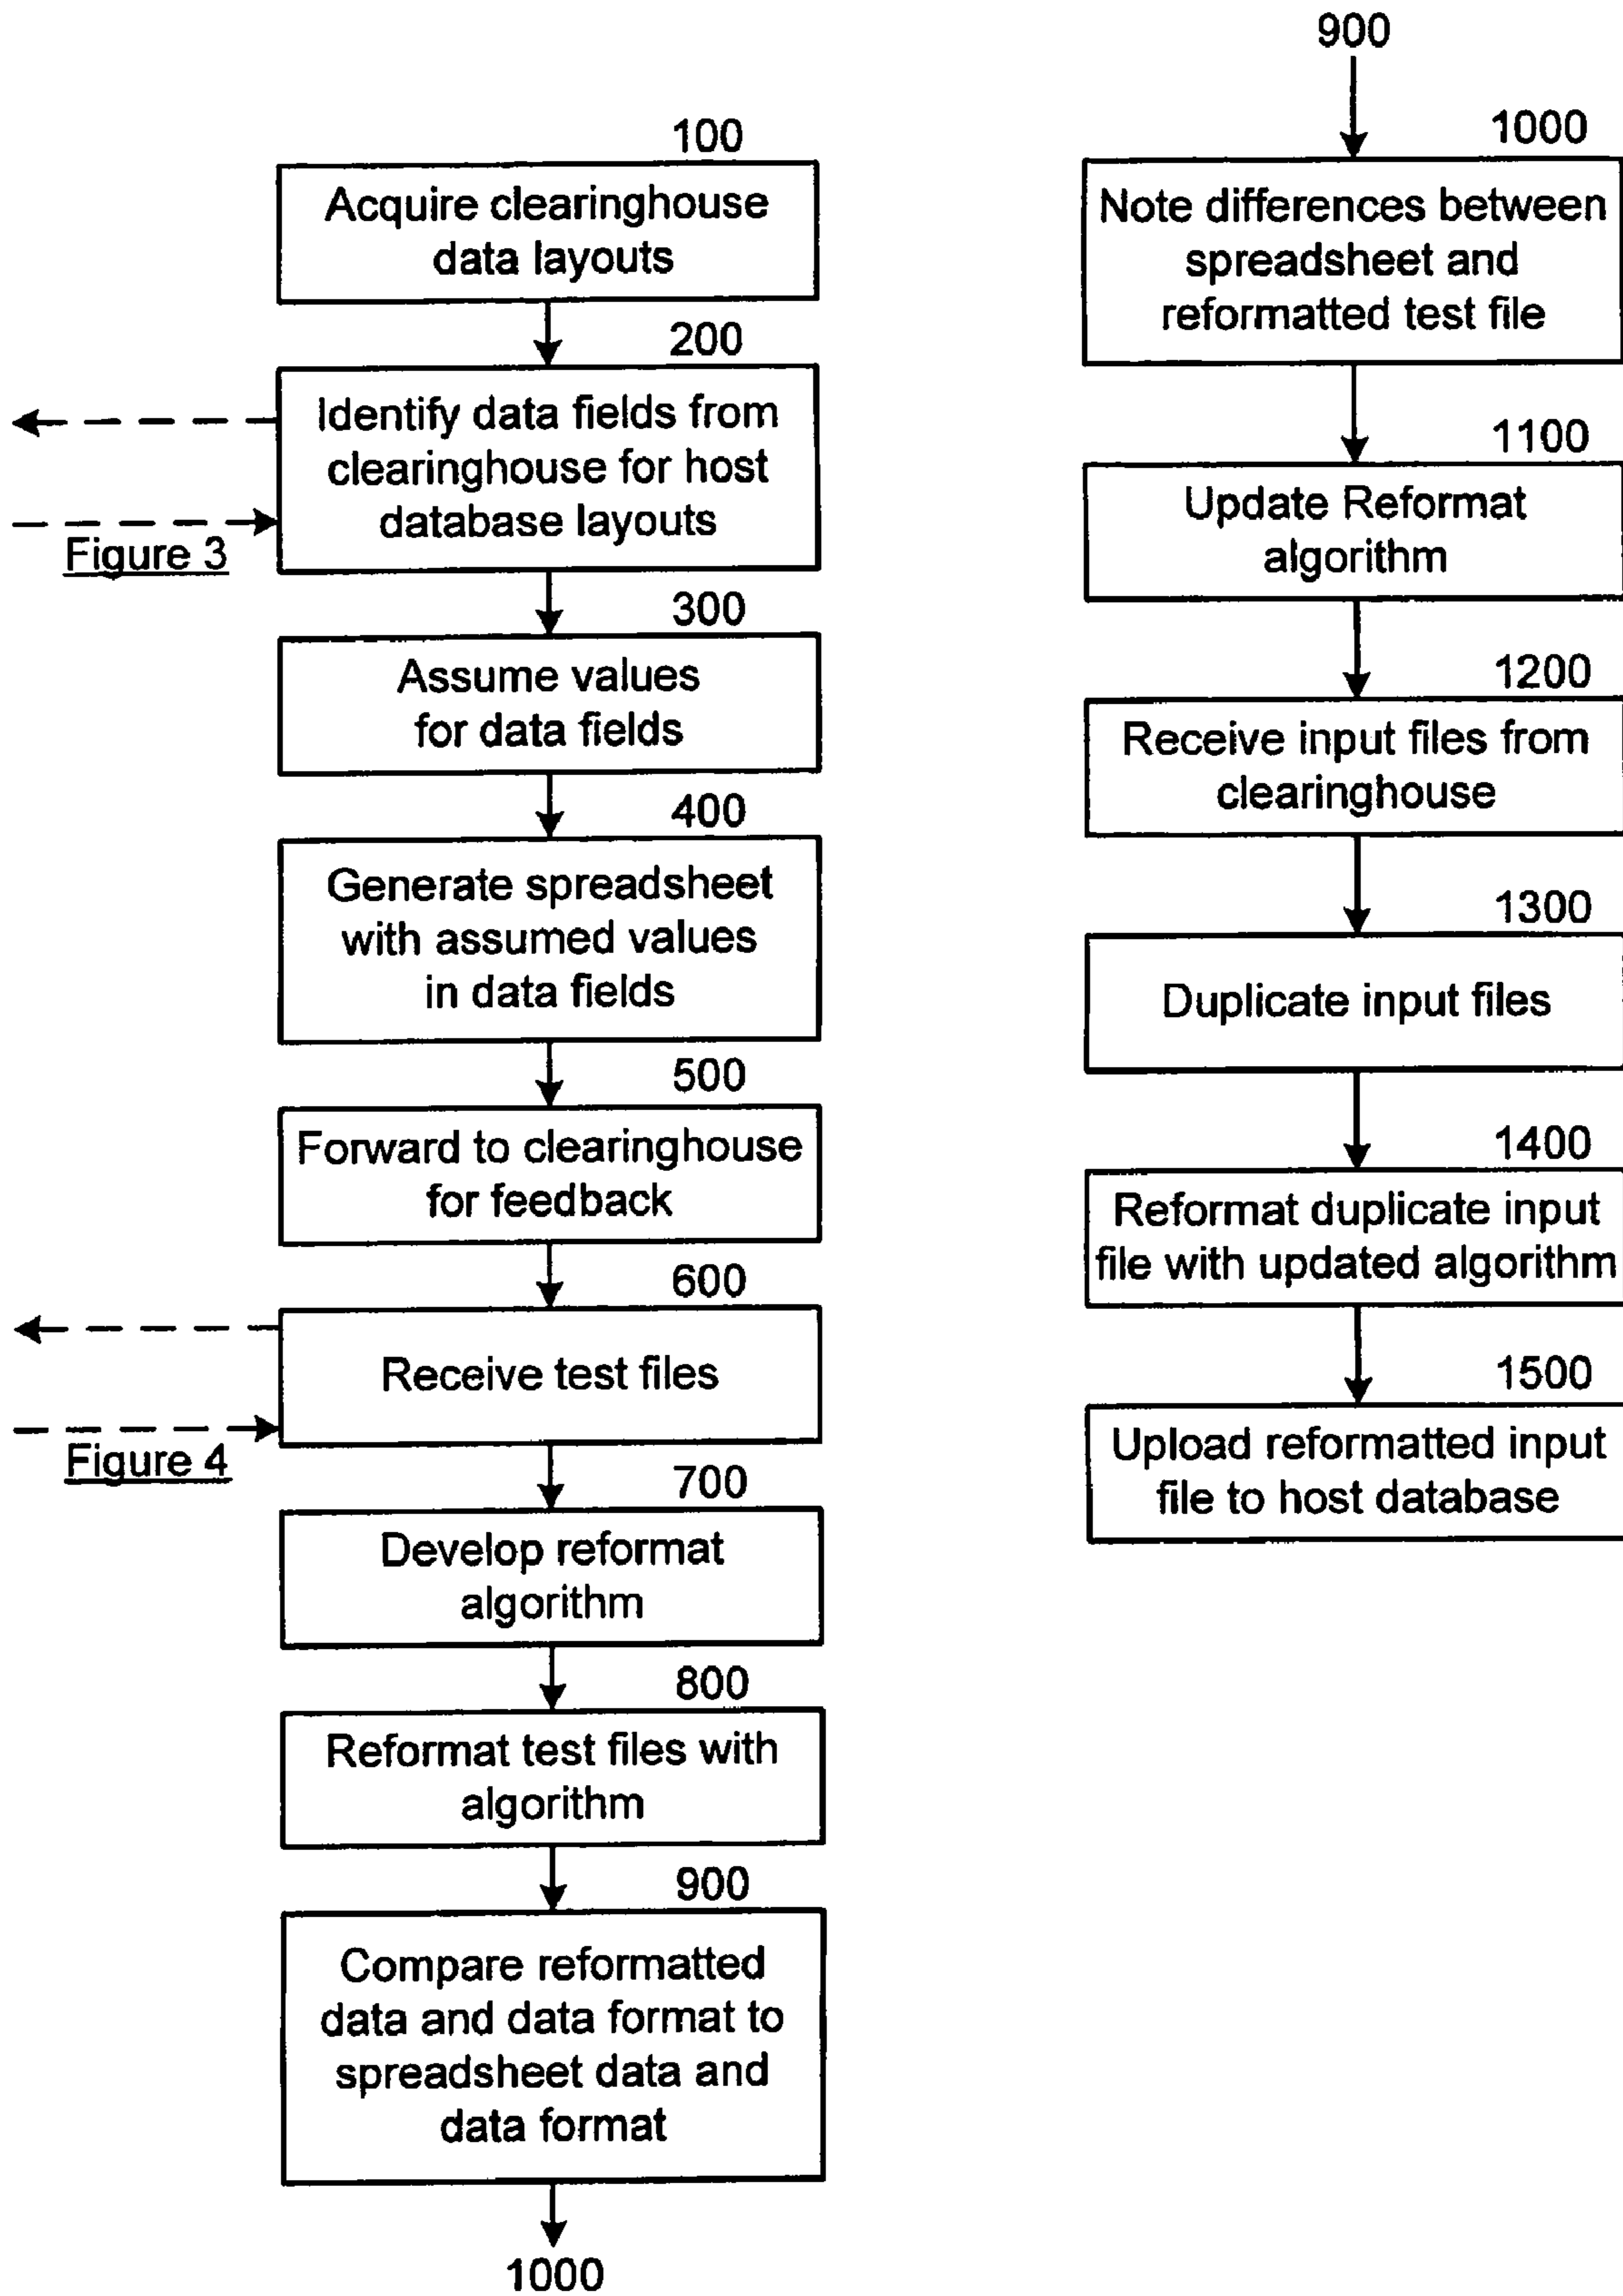 100
Acquire clearinghouse
data layouts
200
Identify data fields from
clearinghouse for host
database layouts
Figure 3
300
Assume values
for data fields
400
Generate spreadsheet
with assumed values
in data fields
500
Forward to clearinghouse
for feedback
600
Receive test files
Figure 4
700
Develop reformat
algorithm
800
Reformat test files with
algorithm
900
Compare reformatted
data and data format to
spreadsheet data and
data format
1000
900
1000
Note differences between
spreadsheet and
reformatted test file
1100
Update Reformat
algorithm
1200
Receive input files from
clearinghouse
1300
Duplicate input files
1400
Reformat duplicate input
file with updated algorithm
1500
Upload reformatted input
file to host database